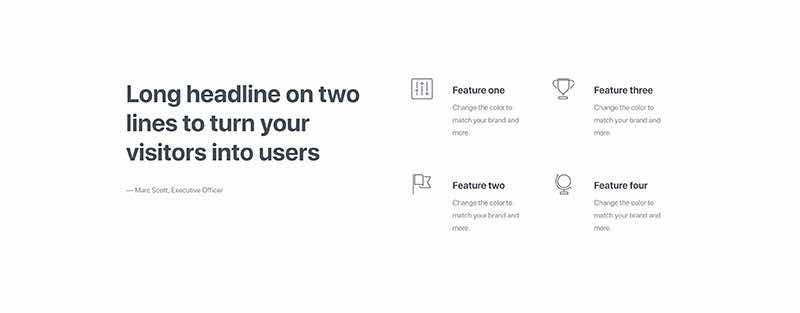 Long headline on two
lines to turn your
visitors into users
— Marc Scott, Executive Officer
Feature one
Change the color to
match your brand and
more.
Feature three
Change the color to
match your brand and
more.
Feature two
Change the color to
match your brand and
more.
Feature four
Change the color to
match your brand and
more.